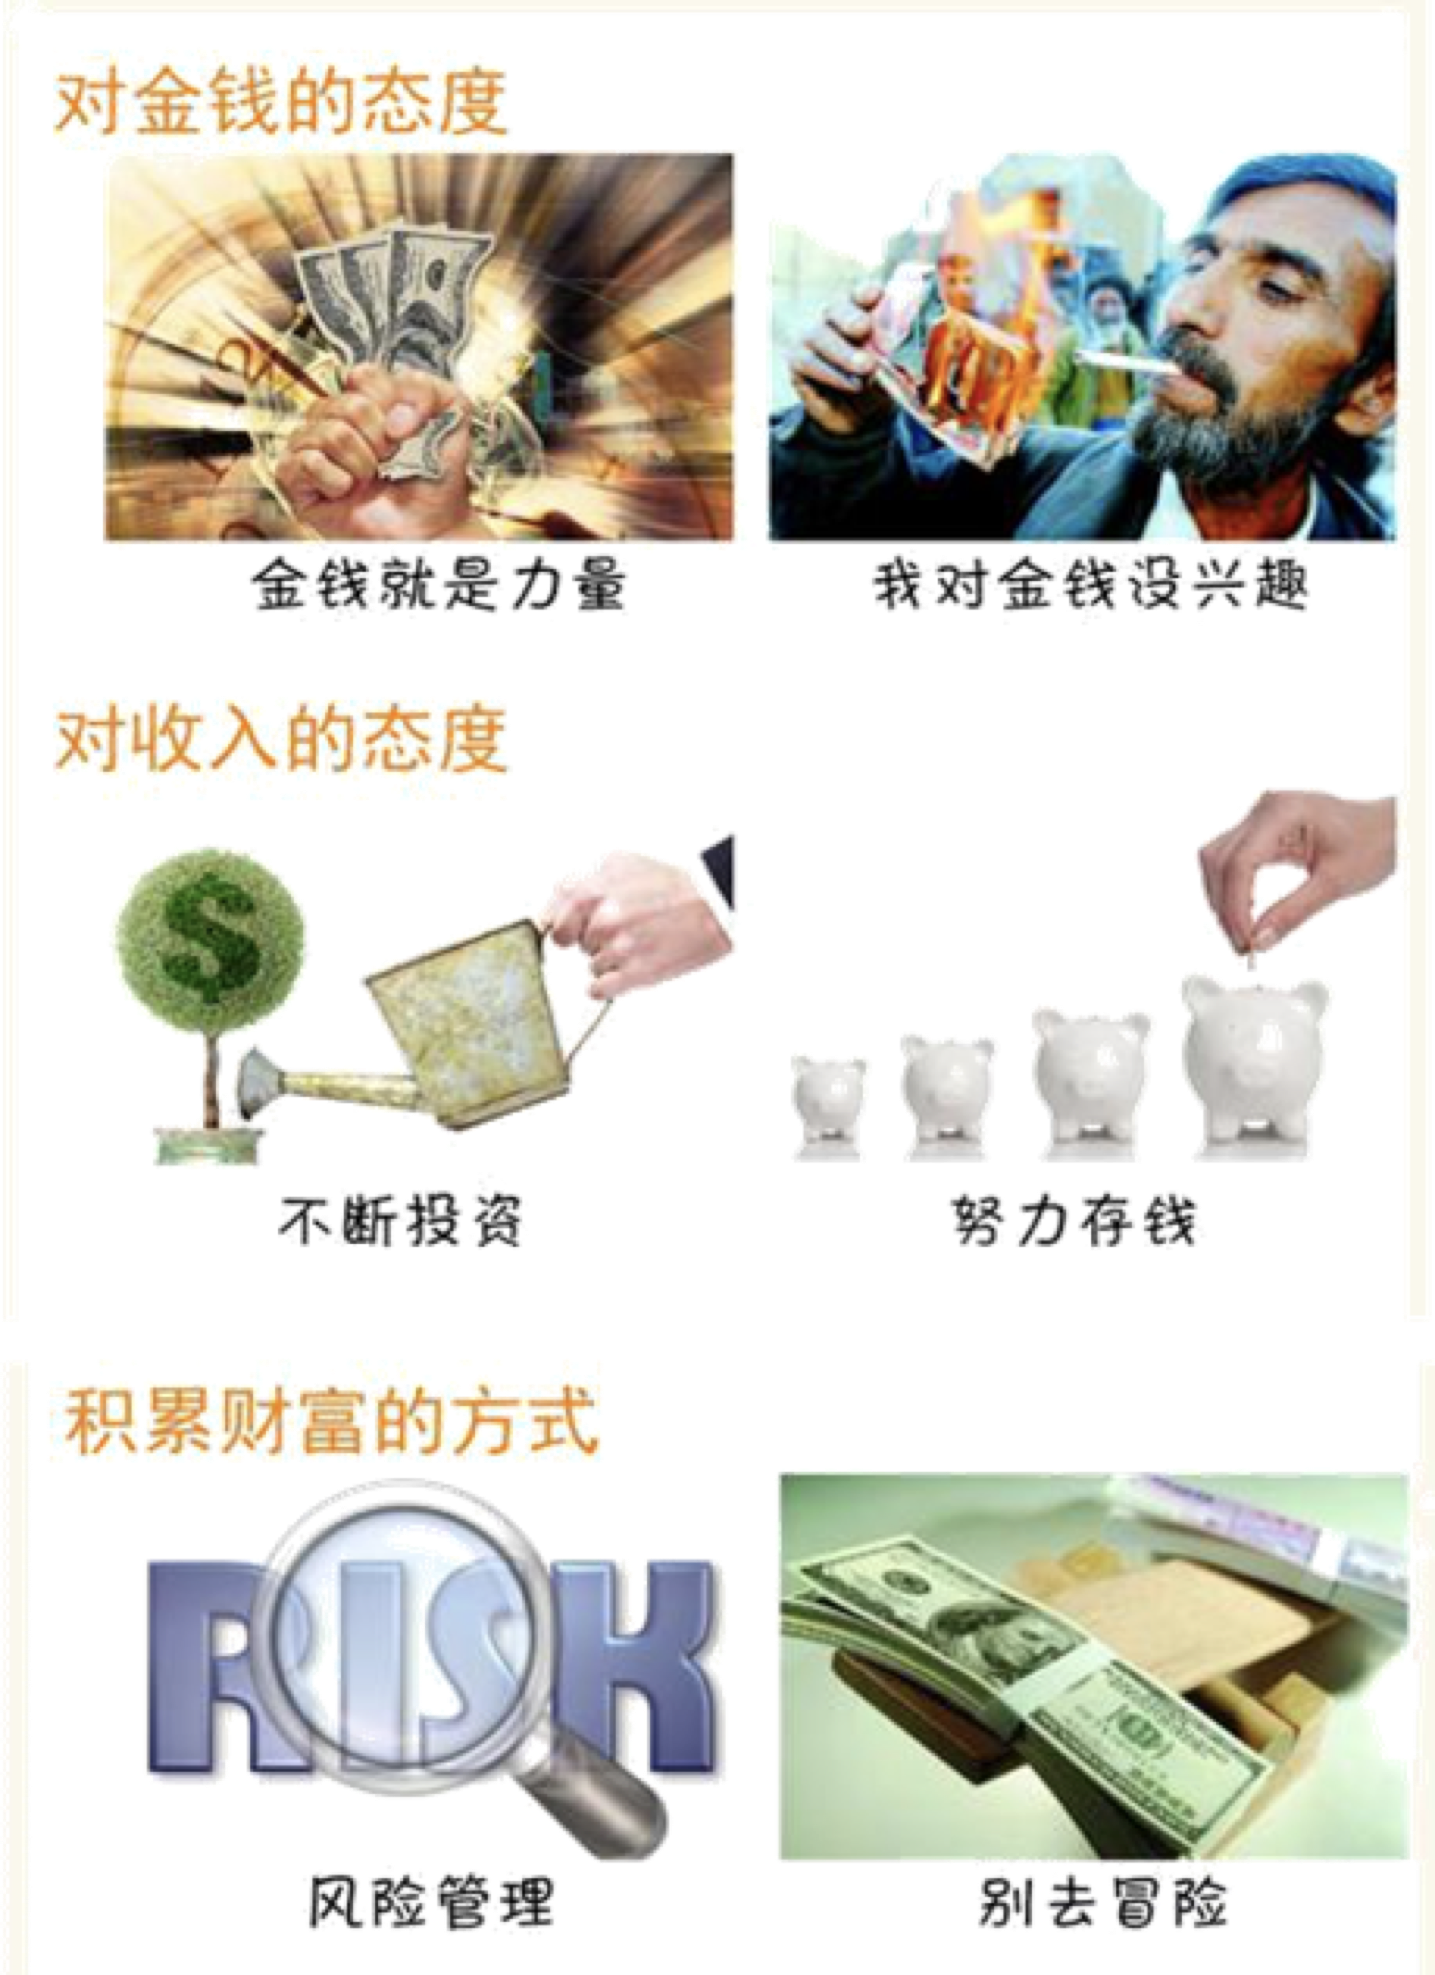 对金钱的态度
金钱就是力量
我对金钱没兴趣
对收入的态度
$
不断投资
努力存钱
积累财富的方式
RISK
风险管理
别去冒险